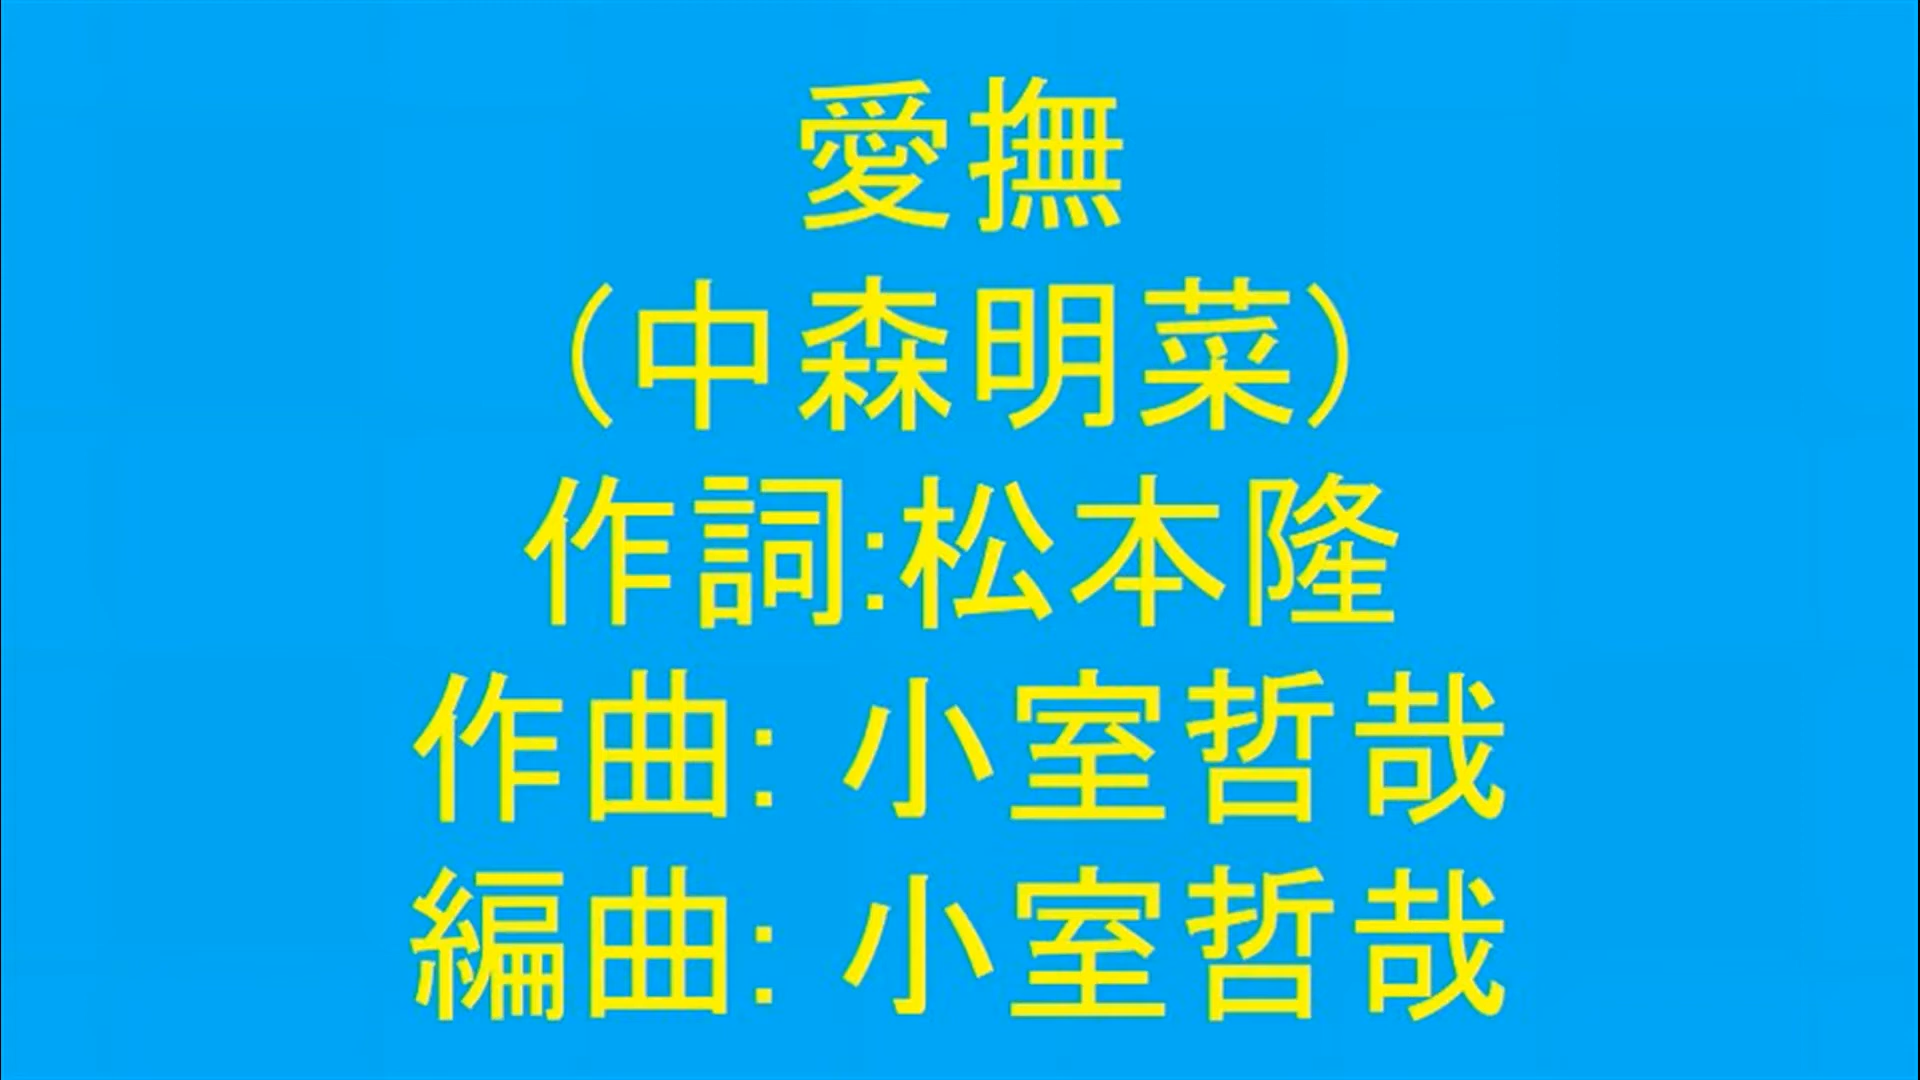 愛撫
(中森明菜)
作詞:松本隆
作曲: 小室哲哉
編曲: 小室哲哉